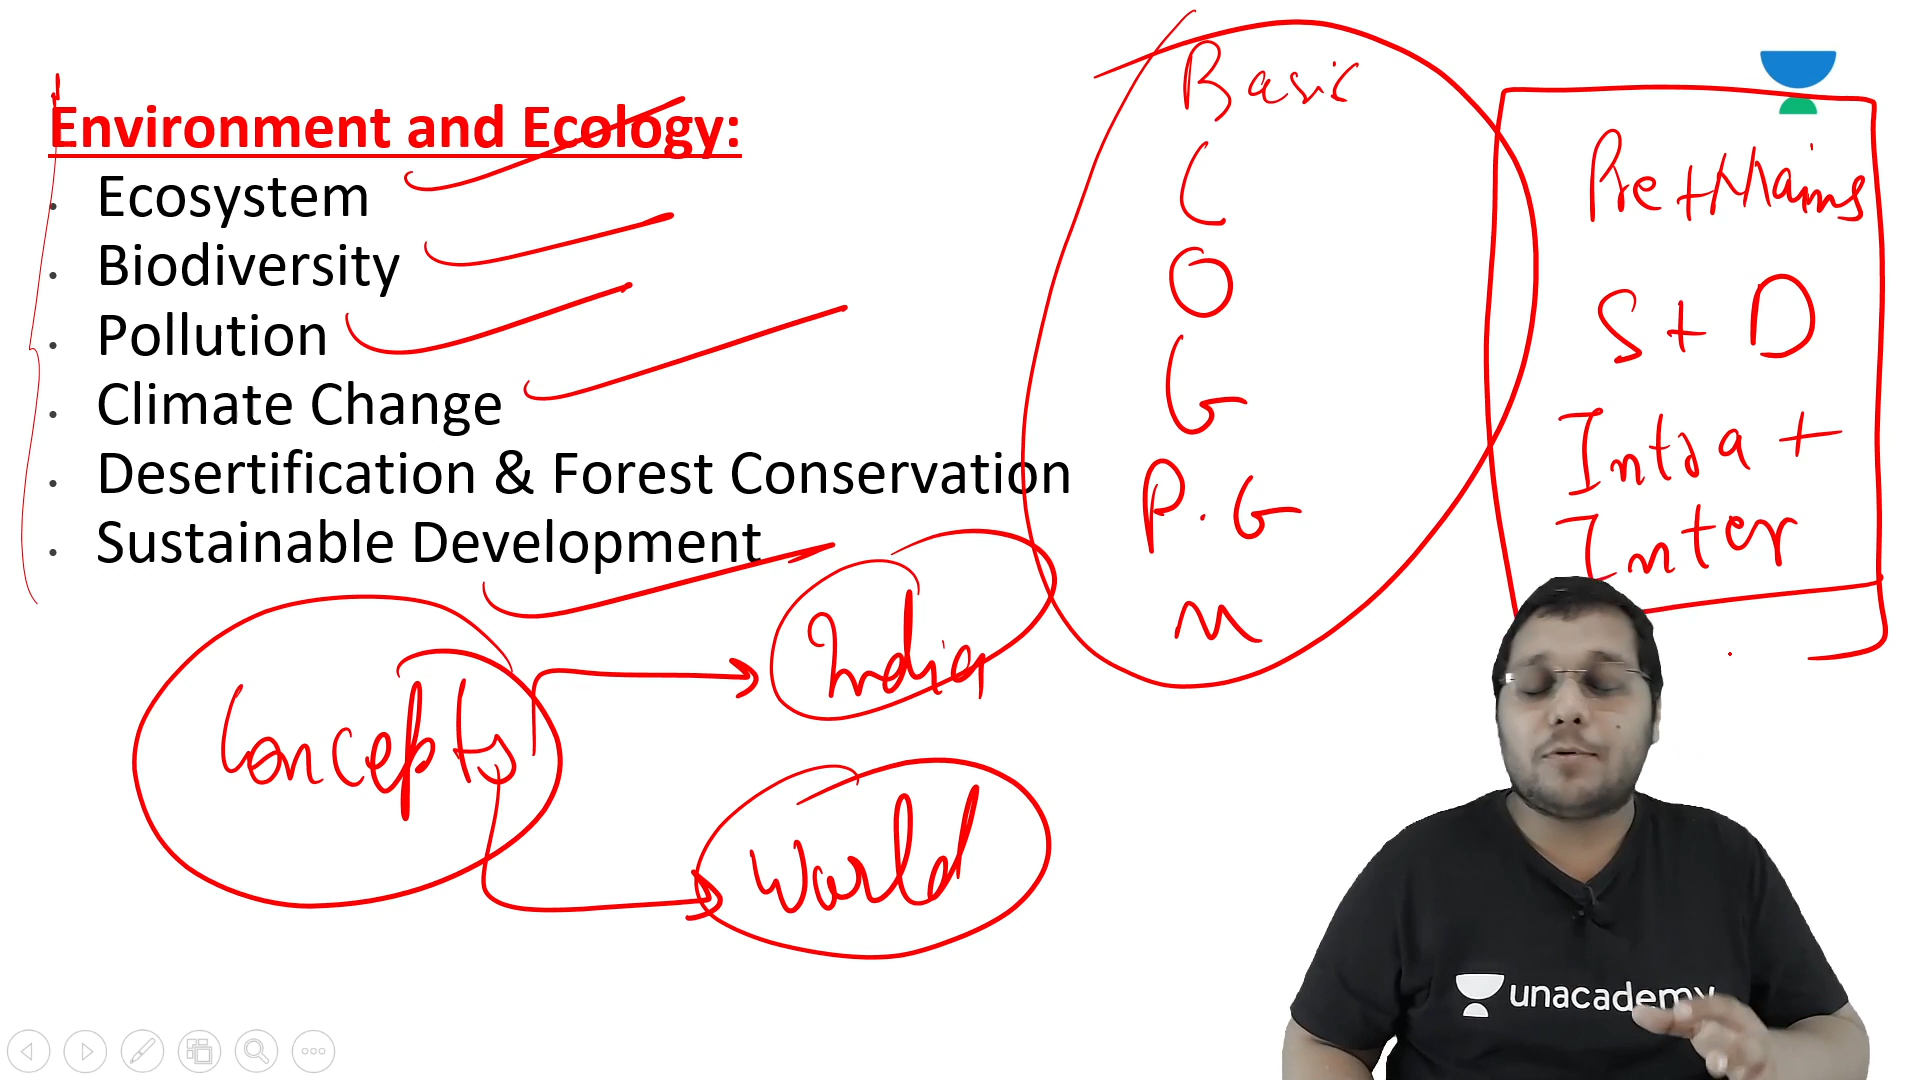 Environment and Ecology:
Ecosystem
Biodiversity
Pollution
Climate Change
Desertification & Forest Conservation
Sustainable Development
Concepts
India
World
Basic
C
O
G
P.G
M
Pre + Mains
S + D
Intra +
Inter
unacademy